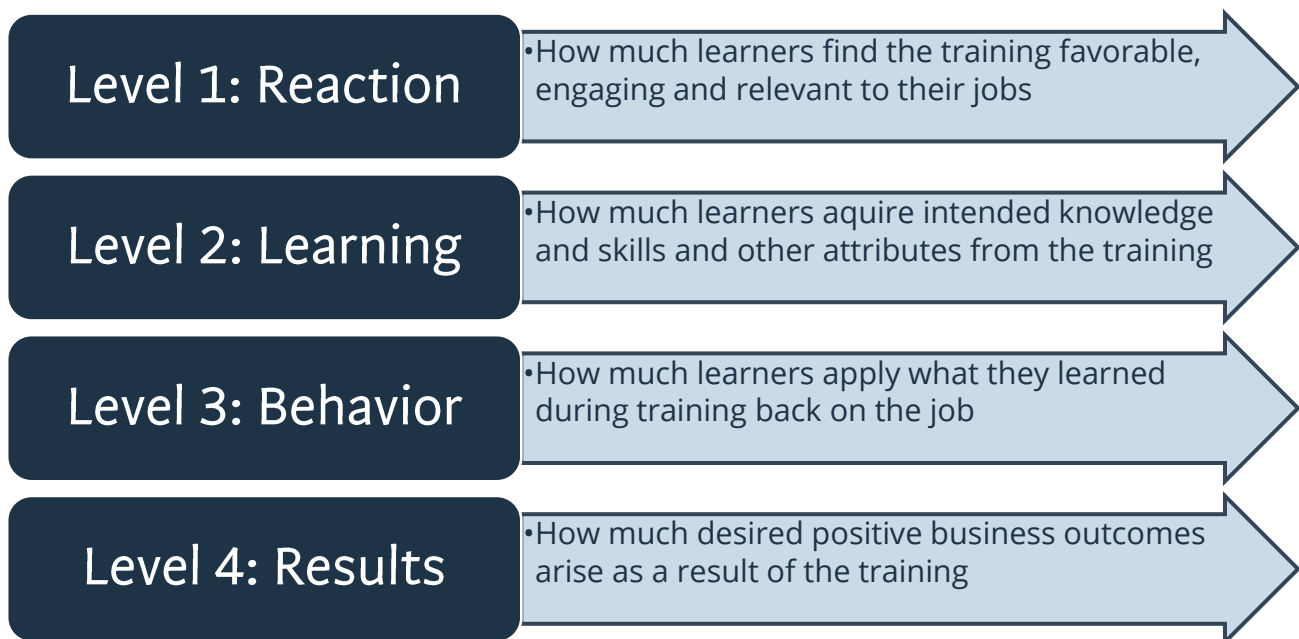 Level 1: Reaction
•How much learners find the training favorable,
engaging and relevant to their jobs
Level 2: Learning
•How much learners aquire intended knowledge
and skills and other attributes from the training
Level 3: Behavior
•How much learners apply what they learned
during training back on the job
Level 4: Results
•How much desired positive business outcomes
arise as a result of the training